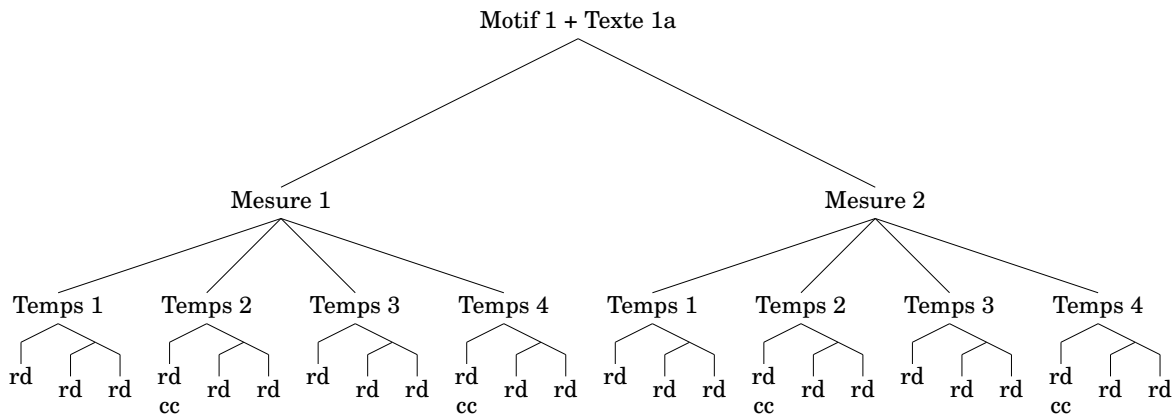 Motif 1 + Texte 1a
Mesure 1 Mesure 2
Temps 1 Temps 2 Temps 3 Temps 4 Temps 1 Temps 2 Temps 3 Temps 4
rd rd rd rd rd rd rd rd rd rd rd rd rd rd rd rd rd rd rd rd rd rd rd rd
cc cc cc cc